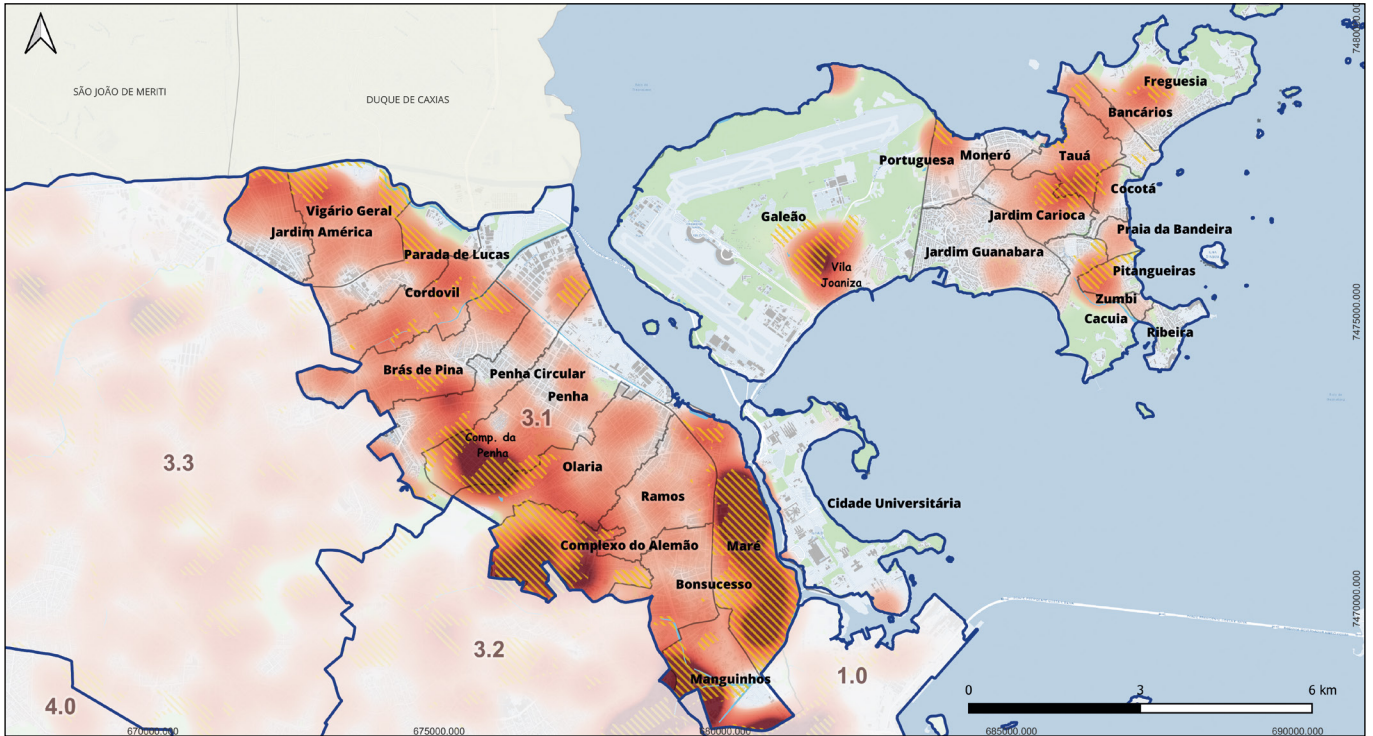 7480000.000
SÃO JOÃO DE MERITI
DUQUE DE CAXIAS
Freguesia
Bancários
Portuguesa
Moneró
Tauá
Cocotá
Vigário Geral
Galeão
Jardim Carioca
Jardim América
Praia da Bandeira
Parada de Lucas
Jardim Guanabara
Vila
Joaniza
Pitangueiras
Cordovil
Zumbi
Cacuia
Ribeira
7475000.000
Brás de Pina
Penha Circular
Penha
3.1
Comp. da
Penha
3.3
Olaria
Ramos
Cidade Universitária
Complexo do Alemão
Maré
Bonsucesso
7470000.000
3.2
Manguinhos
1.0
4.0
0
3
6 km
670000.000
675000.000
680000.000
685000.000
690000.000